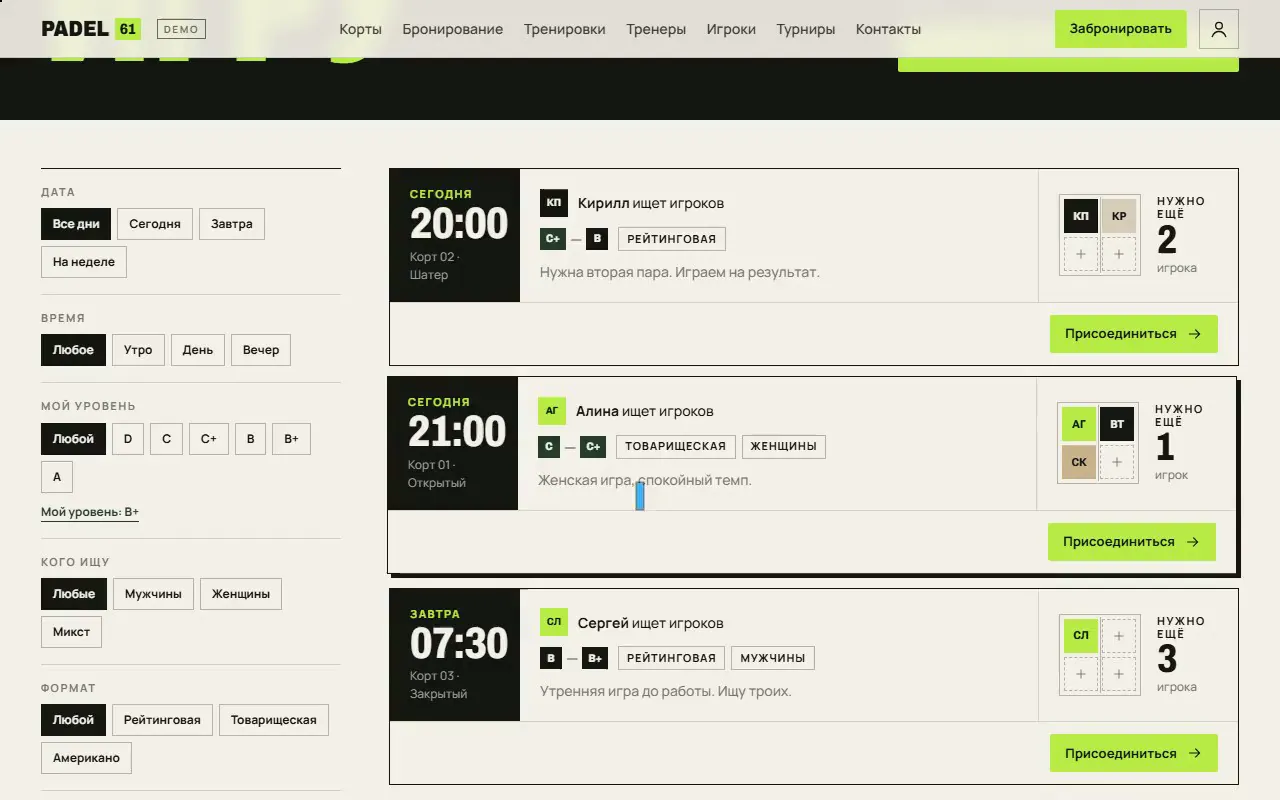 PADEL 61 DEMO
Корты Бронирование Тренировки Тренеры Игроки Турниры Контакты
Забронировать
ДАТА
Все дни Сегодня Завтра
На неделе
ВРЕМЯ
Любое Утро День Вечер
МОЙ УРОВЕНЬ
Любой D C C+ B B+
A
Мой уровень: B+
КОГО ИЩУ
Любые Мужчины Женщины
Микст
ФОРМАТ
Любой Рейтинговая Товарищеская
Американо
СЕГОДНЯ
20:00
Корт 02 ·
Шатер
КП Кирилл ищет игроков
C+ — B РЕЙТИНГОВАЯ
Нужна вторая пара. Играем на результат.
КП КР
+ +
НУЖНО
ЕЩЁ
2
игрока
Присоединиться →
СЕГОДНЯ
21:00
Корт 01 ·
Открытый
АГ Алина ищет игроков
C — C+ ТОВАРИЩЕСКАЯ ЖЕНЩИНЫ
Женская игра, спокойный темп.
АГ ВТ
СК +
НУЖНО
ЕЩЁ
1
игрок
Присоединиться →
ЗАВТРА
07:30
Корт 03 ·
Закрытый
СЛ Сергей ищет игроков
B — B+ РЕЙТИНГОВАЯ МУЖЧИНЫ
Утренняя игра до работы. Ищу троих.
СЛ +
+ +
НУЖНО
ЕЩЁ
3
игрока
Присоединиться →